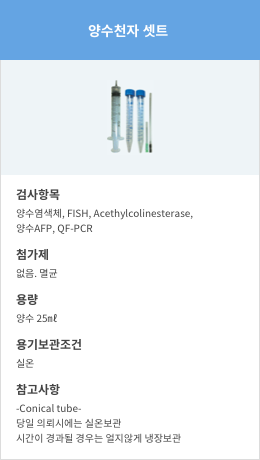 양수천자 셋트
검사항목
양수염색체, FISH, Acethylcolinesterase,
양수AFP, QF-PCR
첨가제
없음. 멸균
용량
양수 25㎖
용기보관조건
실온
참고사항
-Conical tube-
당일 의뢰시에는 실온보관
시간이 경과될 경우는 얼지않게 냉장보관